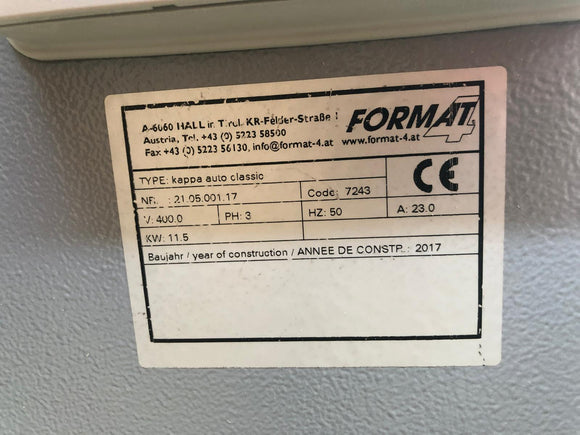 A-6060 HALL in Tirol, KR-Felder-Straße 1
Austria, Tel. +43 (0) 5223 58500
Fax +43 (0) 5223 56130, info@format-4.at
FORMAT 4
www.format-4.at
TYPE: kappa auto classic
CE
NR. : 21.05.001.17 Code: 7243
V: 400.0 PH: 3 HZ: 50 A: 23.0
KW: 11.5
Baujahr / year of construction / ANNEE DE CONSTR.: 2017